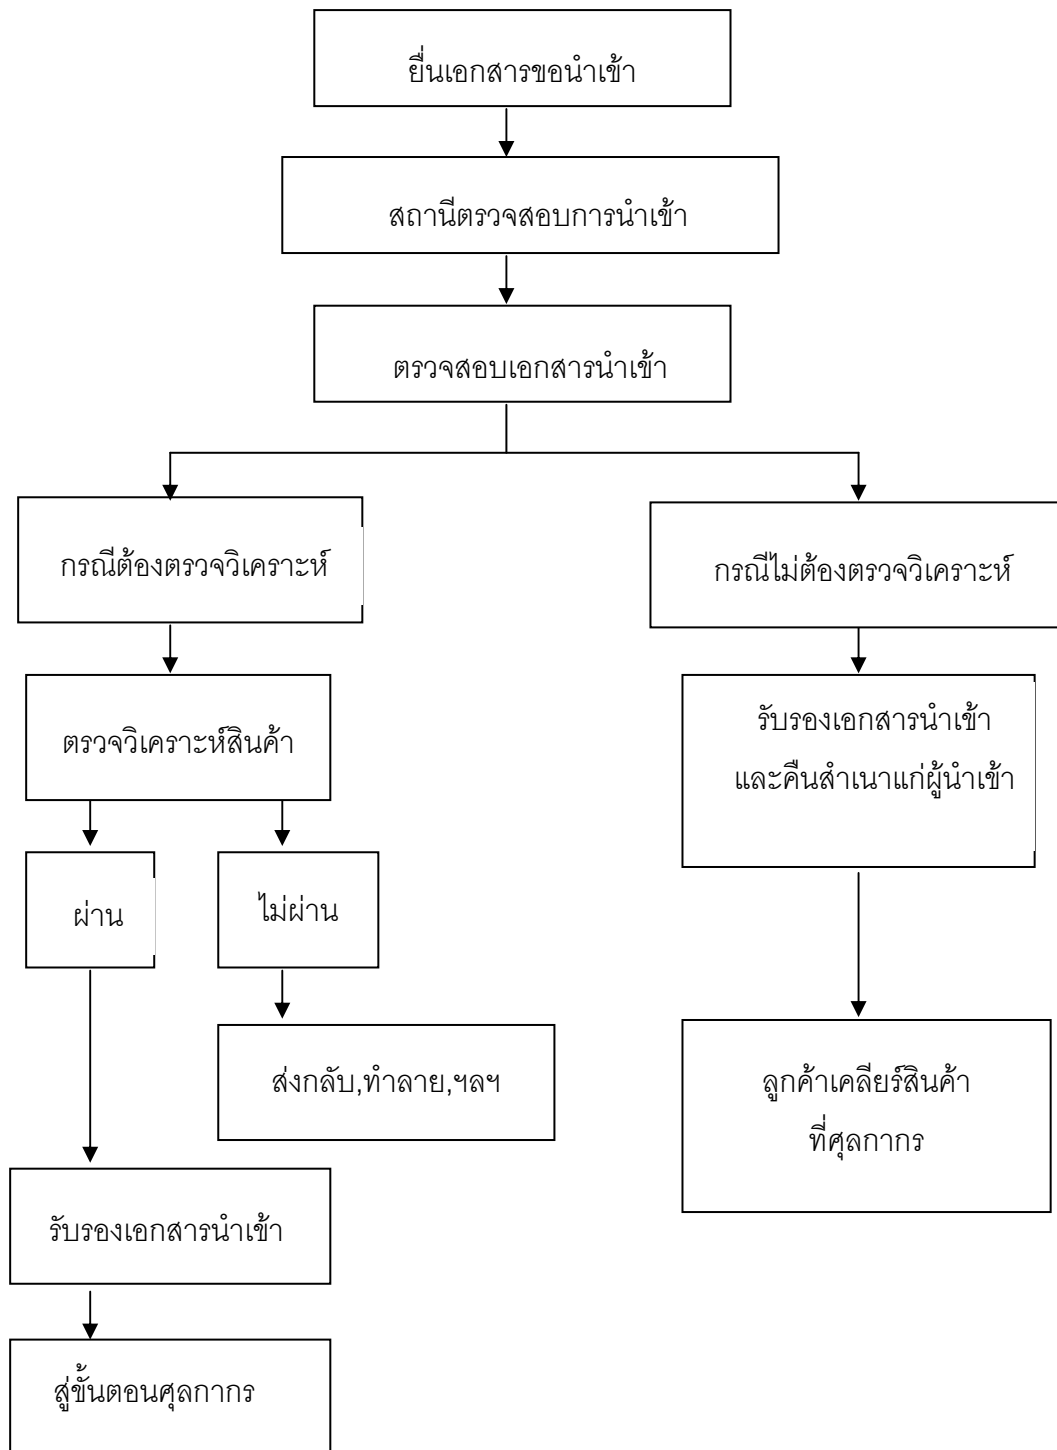 ยื่นเอกสารขอนำเข้า
สถานีตรวจสอบการนำเข้า
ตรวจสอบเอกสารนำเข้า
กรณีต้องตรวจวิเคราะห์
กรณีไม่ต้องตรวจวิเคราะห์
ตรวจวิเคราะห์สินค้า
รับรองเอกสารนำเข้า
และคืนสำเนาแก่ผู้นำเข้า
ผ่าน
ไม่ผ่าน
ส่งกลับ,ทำลาย,ฯลฯ
ลูกค้าเคลียร์สินค้า
ที่ศุลกากร
รับรองเอกสารนำเข้า
สู่ขั้นตอนศุลกากร